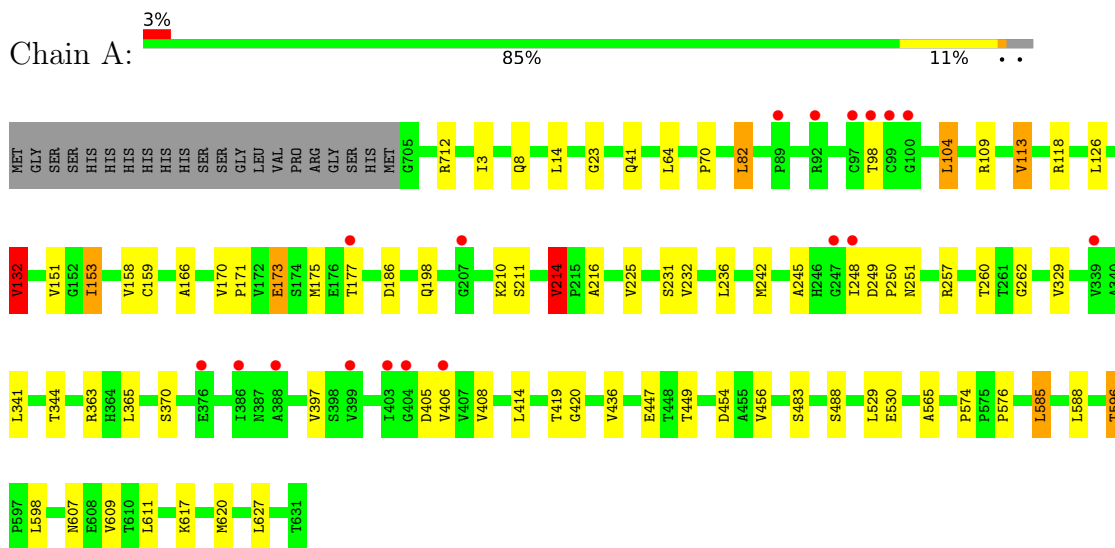 3%
Chain A:
85% 11% • •
MET GLY SER SER HIS HIS HIS HIS HIS HIS SER SER GLY LEU VAL PRO ARG GLY SER HIS MET G705 R712 I3 Q8 L14 G23 Q41 L64 P70 L82 P89 R92 C97 T98 C99 G100 L104 R109 V113 R118 L126
V132 V151 G152 I153 V158 C159 A166 V170 P171 V172 E173 S174 M175 E176 T177 D186 Q198 G207 K210 S211 V214 P215 A216 V225 S231 V232 L236 M242 A245 H246 G247 I248 D249 P250 N251 R257 T260 T261 G262 V329 V339 A340
L341 T344 R363 H364 L365 S370 E376 I386 N387 A388 V397 S398 V399 I403 G404 D405 V406 V407 V408 L414 T419 G420 V436 E447 T448 T449 D454 A455 V456 S483 S488 L529 E530 A565 P574 P575 P576 L585 L588 T596
P597 L598 N607 E608 V609 T610 L611 K617 M620 L627 T631